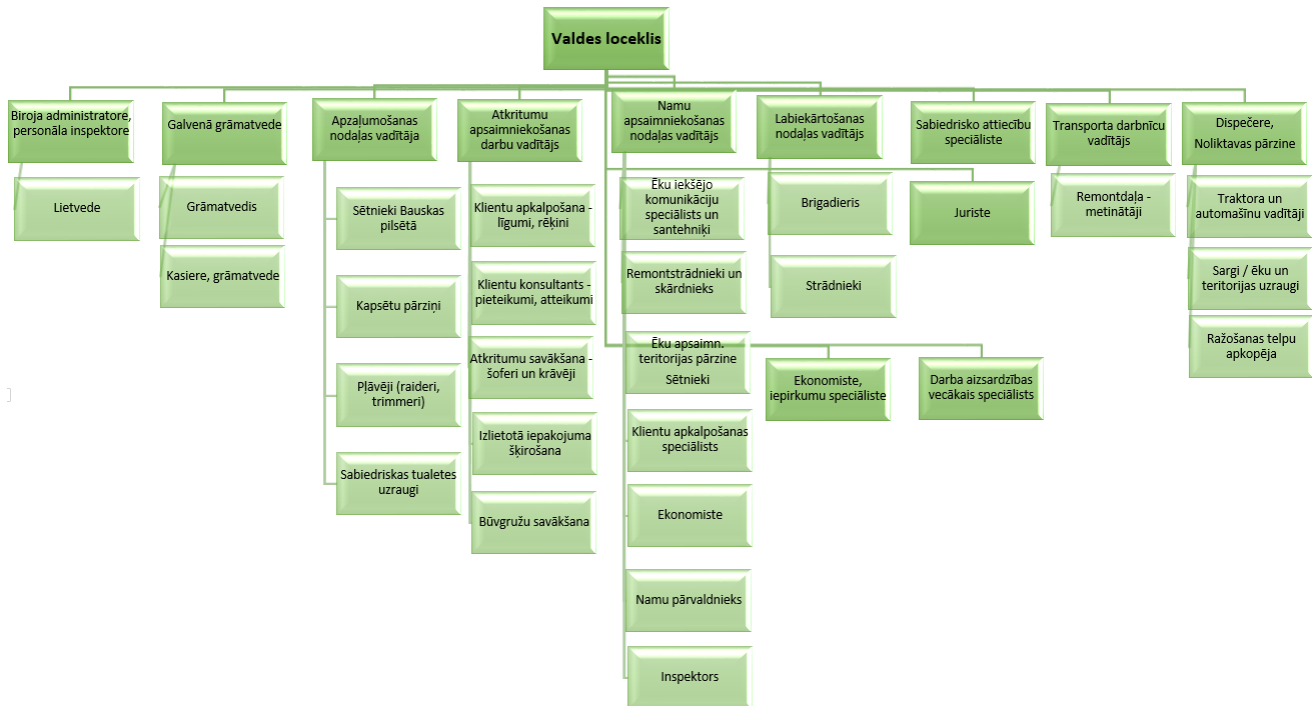 Valdes loceklis
Biroja administratore,
personāla inspektore
Lietvede
Galvenā grāmatvede
Grāmatvedis
Kasiere, grāmatvede
Apzaļumošanas
nodaļas vadītāja
Sētnieki Bauskas
pilsētā
Kapsētu pārziņi
Pļāvēji (raideri,
trimmeri)
Sabiedriskas tualetes
uzraugi
Atkritumu
apsaimniekošanas
darbu vadītājs
Klientu apkalpošana -
līgumi, rēķini
Klientu konsultants -
pieteikumi, atteikumi
Atkritumu savākšana -
šoferi un krāvēji
Izlietotā iepakojuma
šķirošana
Būvgružu savākšana
Namu
apsaimniekošanas
nodaļas vadītājs
Ēku iekšējo
komunikāciju
speciālists un
santehniķi
Remontstrādnieki un
skārdnieks
Ēku apsaimn.
teritorijas pārzine
Sētnieki
Klientu apkalpošanas
speciālists
Ekonomiste
Namu pārvaldnieks
Inspektors
Labiekārtošanas
nodaļas vadītājs
Brigadieris
Strādnieki
Sabiedrisko attiecību
speciāliste
Juriste
Ekonomiste,
iepirkumu speciāliste
Darba aizsardzības
vecākais speciālists
Transporta darbnīcu
vadītājs
Remontdaļa -
metinātāji
Dispečere,
Noliktavas pārzine
Traktora un
automašīnu vadītāji
Sargi / ēku un
teritorijas uzraugi
Ražošanas telpu
apkopēja